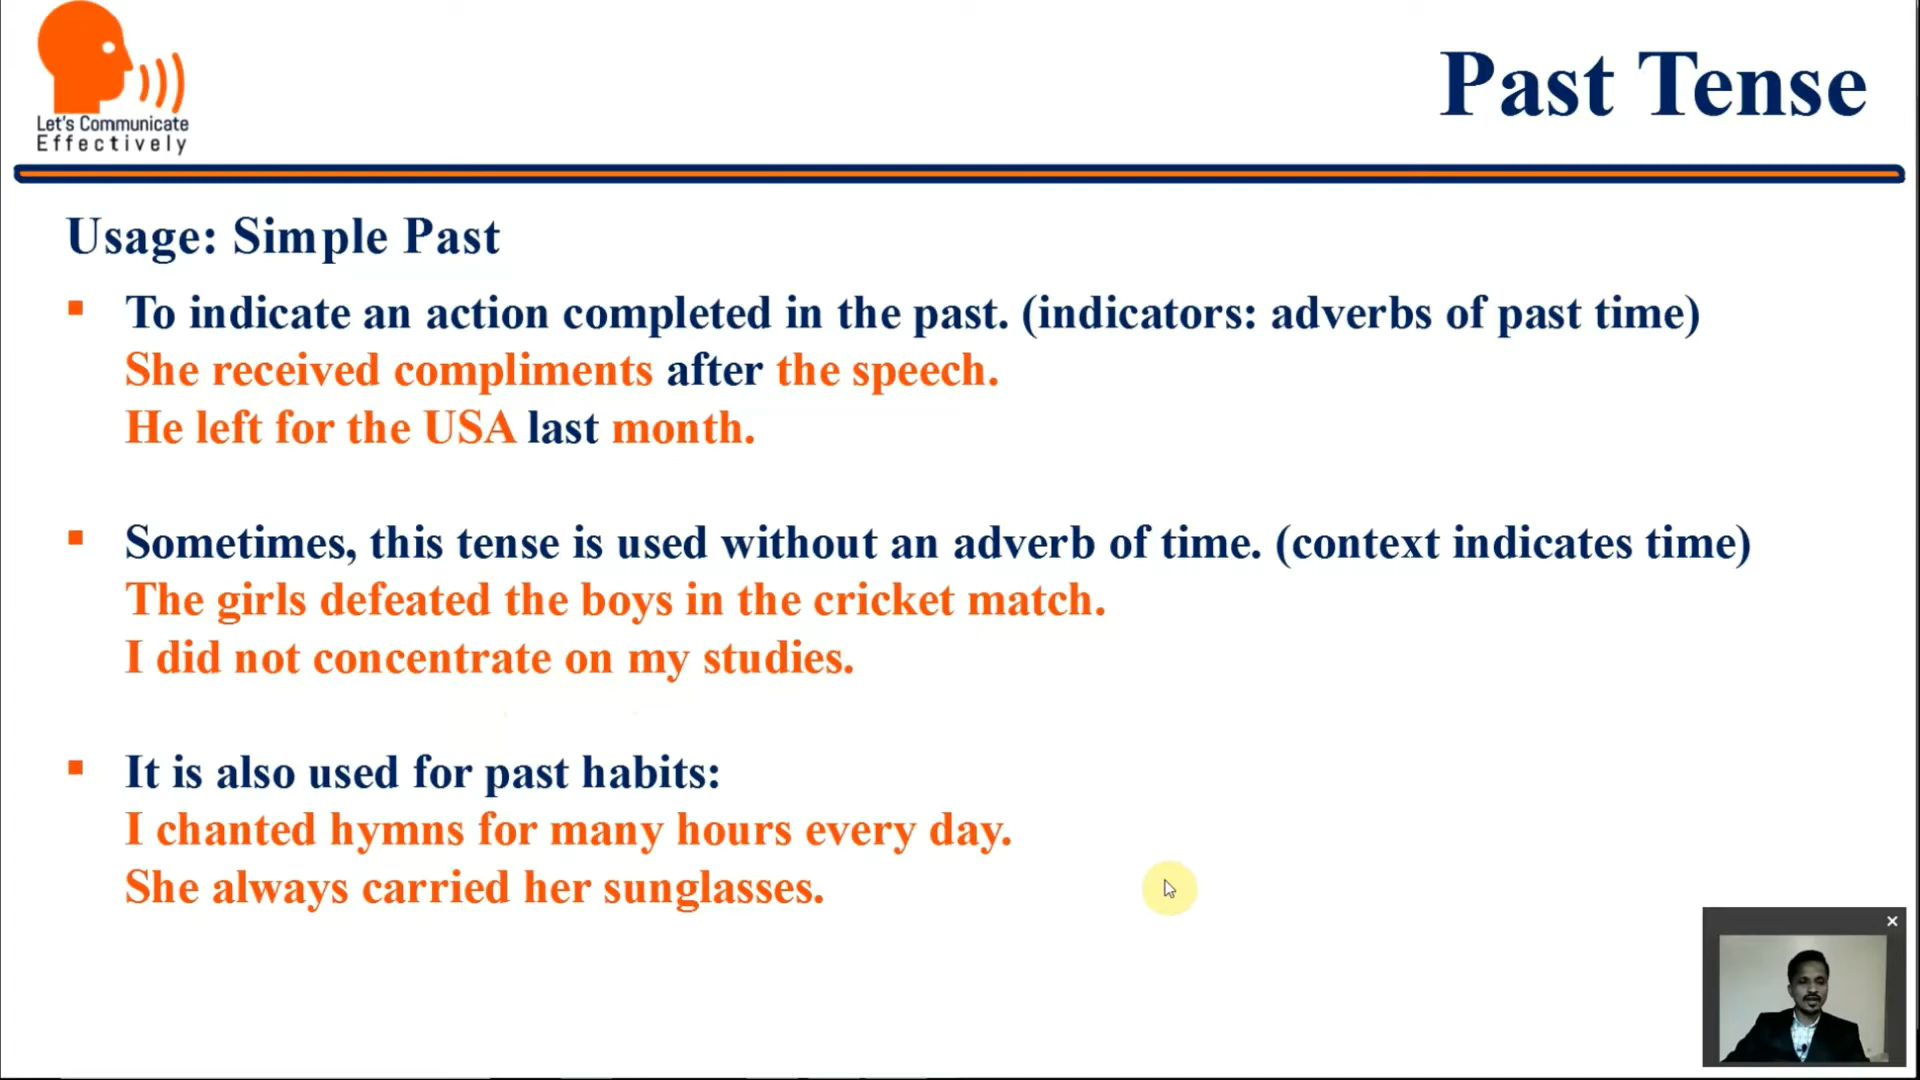 Let's Communicate
Effectively
Past Tense
Usage: Simple Past
▪ To indicate an action completed in the past. (indicators: adverbs of past time)
She received compliments after the speech.
He left for the USA last month.
▪ Sometimes, this tense is used without an adverb of time. (context indicates time)
The girls defeated the boys in the cricket match.
I did not concentrate on my studies.
▪ It is also used for past habits:
I chanted hymns for many hours every day.
She always carried her sunglasses.